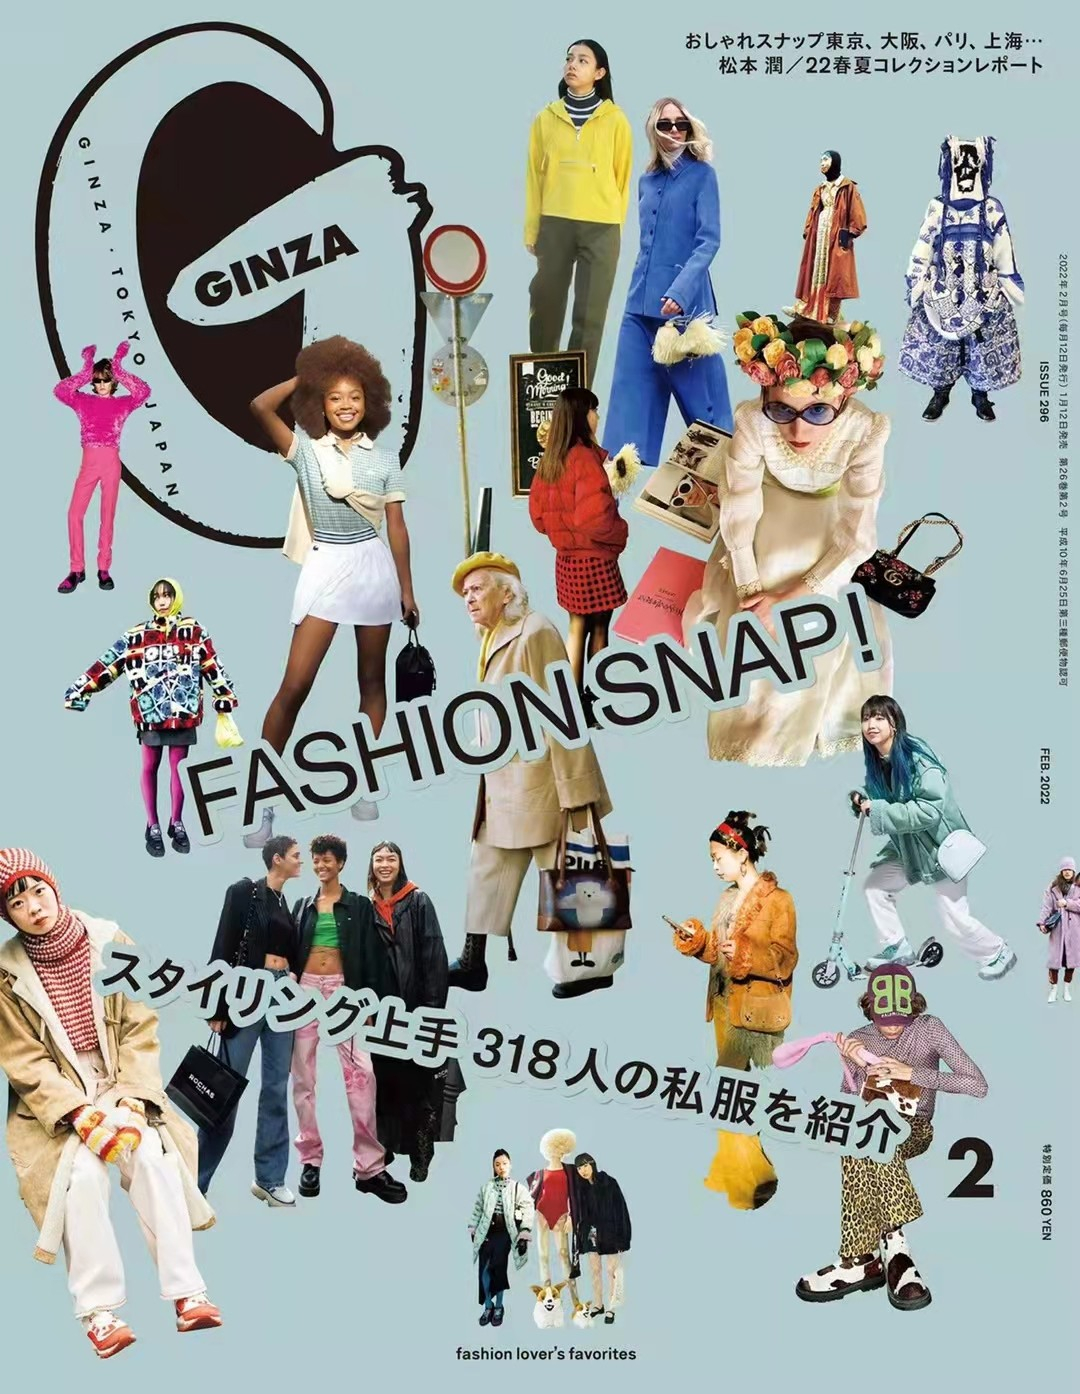 おしゃれスナップ東京、大阪、パリ、上海…
松本 潤／22春夏コレクションレポート
GINZA・TOKYO JAPAN
GINZA
2022年2月号(毎月12日発行) 1月12日発売 第26巻第2号 平成10年6月25日第三種郵便物認可
ISSUE 296
FEB. 2022
特別定価 860 YEN
Good
Morning!
BEGIN
FASHION SNAP!
スタイリング上手 318人の私服を紹介
ROCHAS
BB
2
fashion lover's favorites